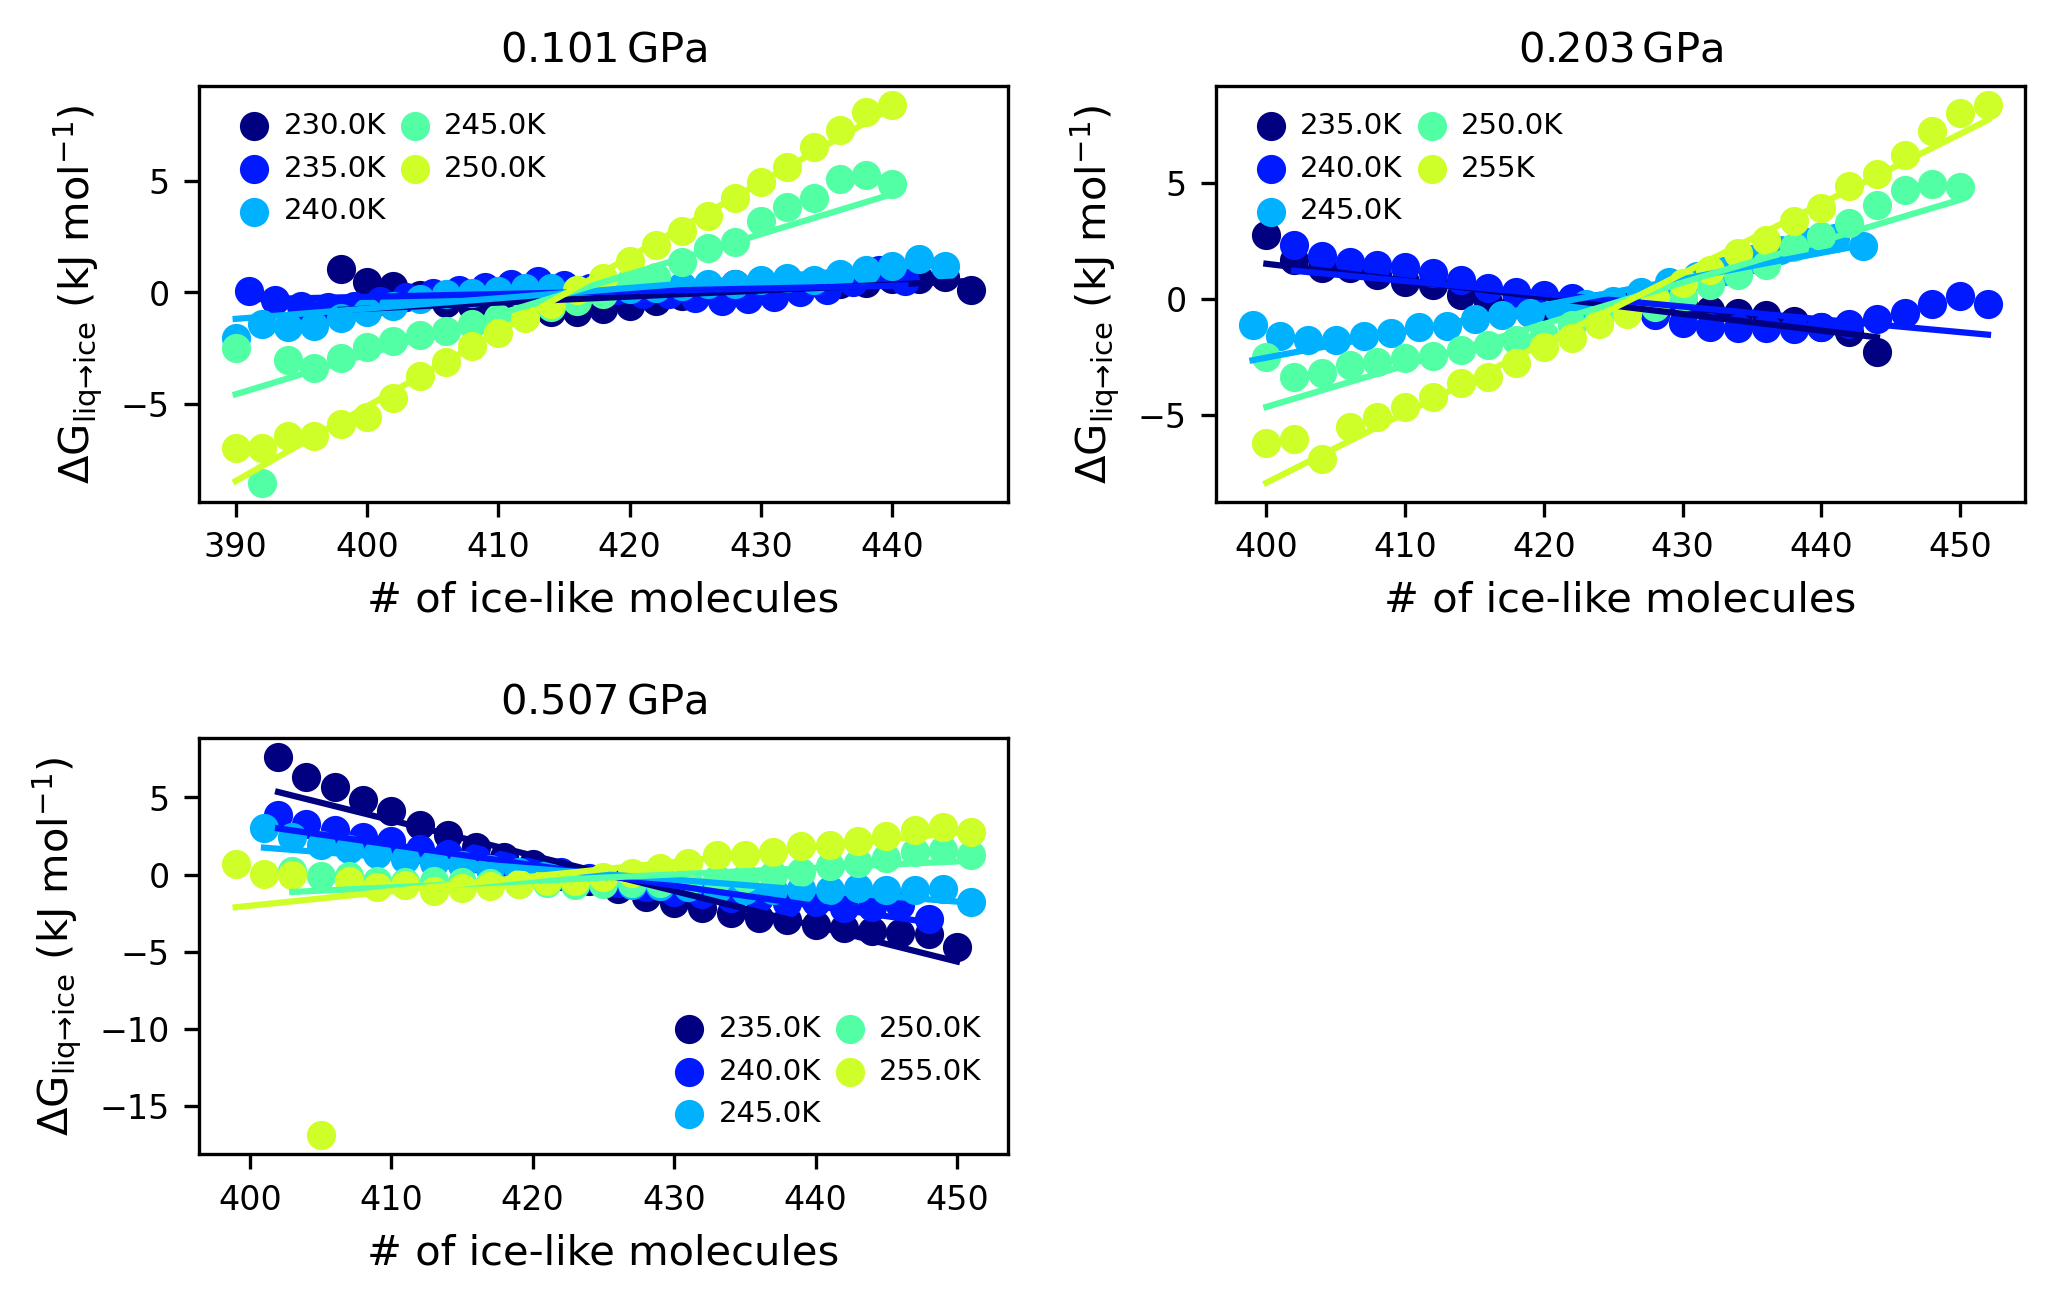 0.101 GPa
ΔG_liq→ice (kJ mol⁻¹)
230.0K 245.0K
235.0K 250.0K
240.0K
5
0
−5
390 400 410 420 430 440
# of ice-like molecules
0.203 GPa
ΔG_liq→ice (kJ mol⁻¹)
235.0K 250.0K
240.0K 255K
245.0K
5
0
−5
400 410 420 430 440 450
# of ice-like molecules
0.507 GPa
ΔG_liq→ice (kJ mol⁻¹)
5
0
−5
−10
−15
235.0K 250.0K
240.0K 255.0K
245.0K
400 410 420 430 440 450
# of ice-like molecules